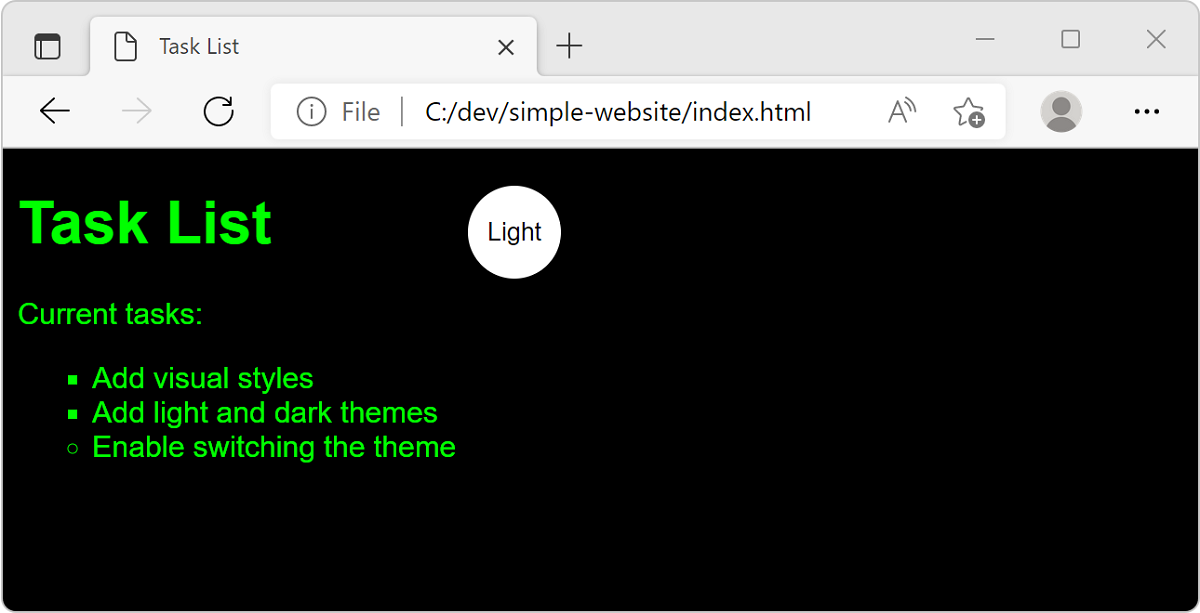 Task List
File
C:/dev/simple-website/index.html
Task List
Light
Current tasks:
Add visual styles
Add light and dark themes
Enable switching the theme